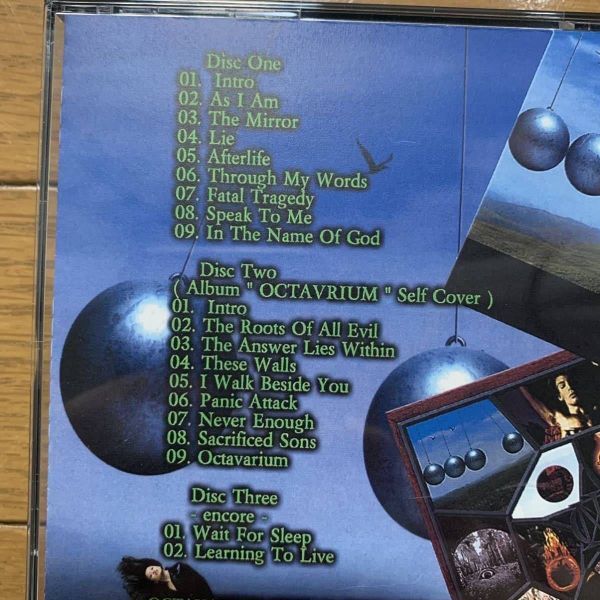 Disc One
01. Intro
02. As I Am
03. The Mirror
04. Lie
05. Afterlife
06. Through My Words
07. Fatal Tragedy
08. Speak To Me
09. In The Name Of God
Disc Two
( Album " OCTAVRIUM " Self Cover )
01. Intro
02. The Roots Of All Evil
03. The Answer Lies Within
04. These Walls
05. I Walk Beside You
06. Panic Attack
07. Never Enough
08. Sacrificed Sons
09. Octavarium
Disc Three
- encore -
01. Wait For Sleep
02. Learning To Live